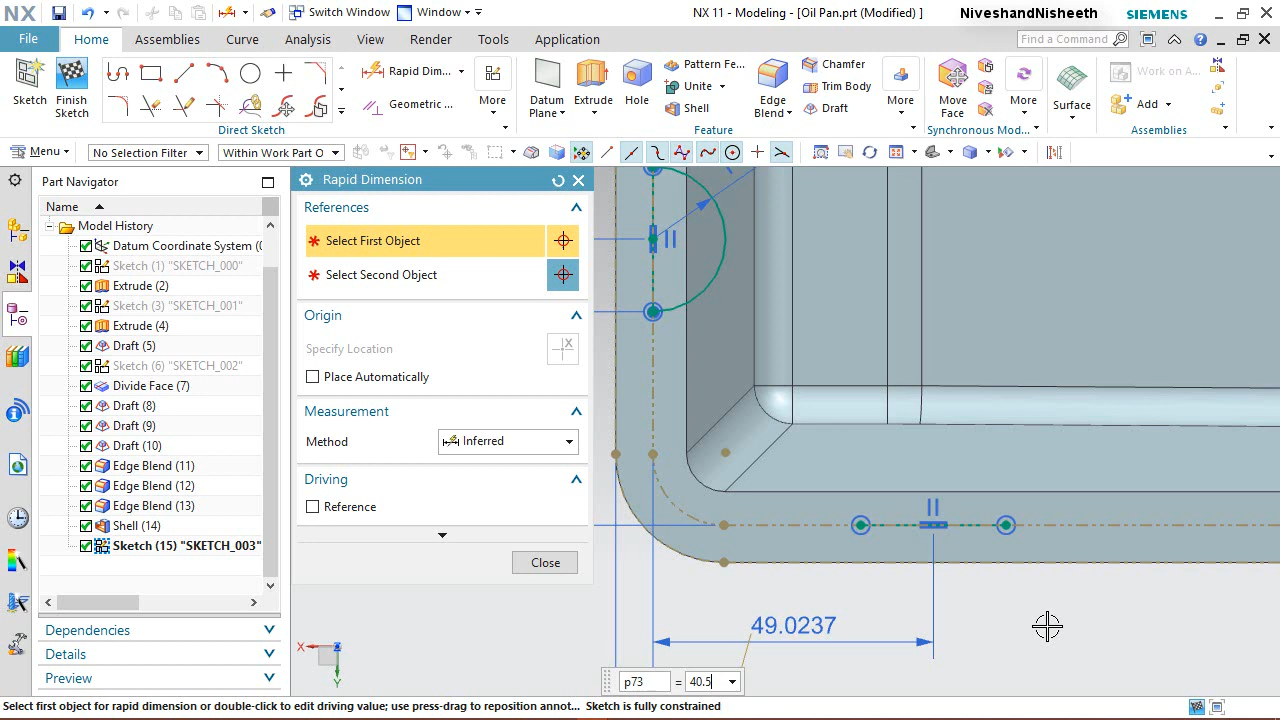 NX
Switch Window
Window
NX 11 - Modeling - [Oil Pan.prt (Modified) ]
NiveshandNisheeth
SIEMENS
File
Home
Assemblies
Curve
Analysis
View
Render
Tools
Application
Find a Command
Sketch
Finish
Sketch
Rapid Dim...
Geometric ...
More
Direct Sketch
Datum
Plane
Extrude
Hole
Pattern Fe...
Unite
Shell
Edge
Blend
Chamfer
Trim Body
Draft
More
Feature
Move
Face
More
Synchronous Mod...
Surface
Work on A...
Add
Assemblies
Menu
No Selection Filter
Within Work Part O
Part Navigator
Name
Model History
Datum Coordinate System (0
Sketch (1) "SKETCH_000"
Extrude (2)
Sketch (3) "SKETCH_001"
Extrude (4)
Draft (5)
Sketch (6) "SKETCH_002"
Divide Face (7)
Draft (8)
Draft (9)
Draft (10)
Edge Blend (11)
Edge Blend (12)
Edge Blend (13)
Shell (14)
Sketch (15) "SKETCH_003"
Dependencies
Details
Preview
Rapid Dimension
References
* Select First Object
* Select Second Object
Origin
Specify Location
Place Automatically
Measurement
Method
Inferred
Driving
Reference
Close
49.0237
p73 = 40.5
X
Y
Select first object for rapid dimension or double-click to edit driving value; use press-drag to reposition annot... Sketch is fully constrained